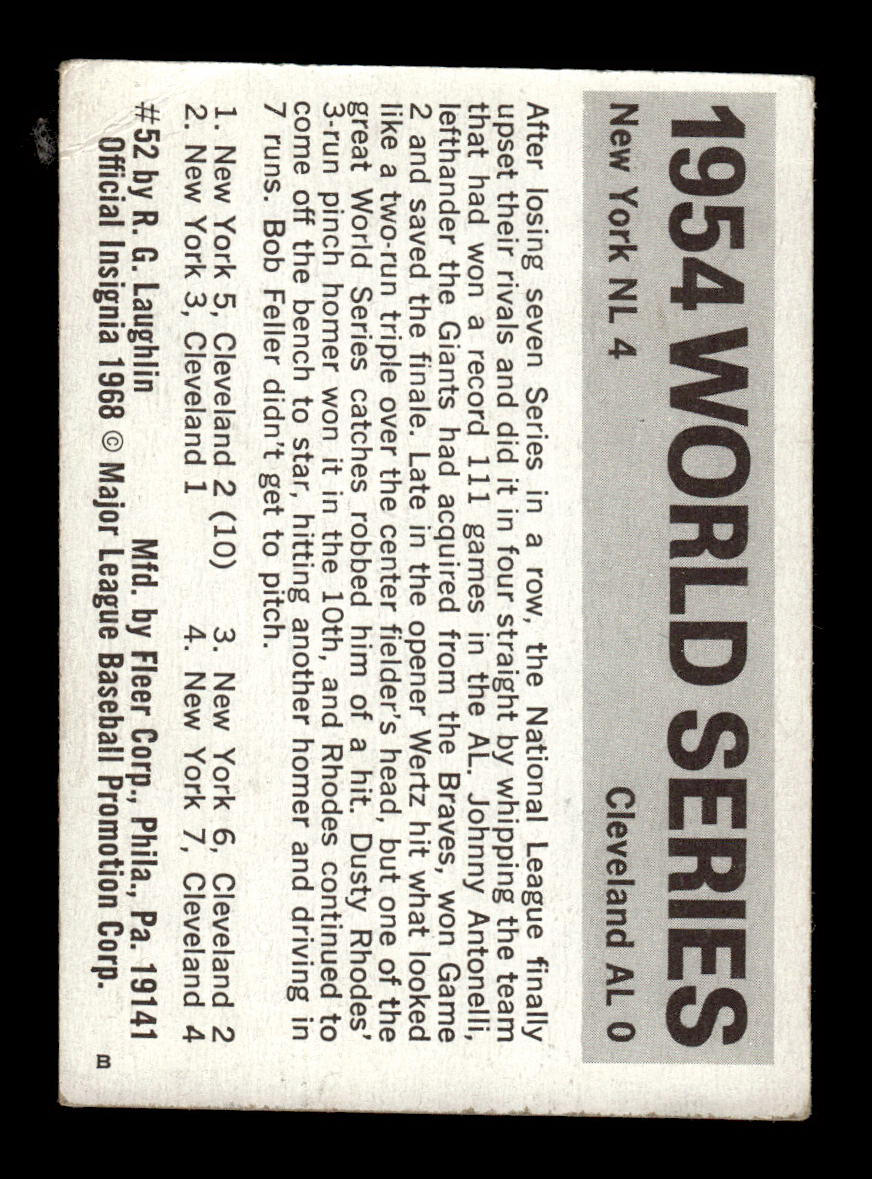 1954 WORLD SERIES
New York NL 4 Cleveland AL 0
After losing seven Series in a row, the National League finally
upset their rivals and did it in four straight by whipping the team
that had won a record 111 games in the AL. Johnny Antonelli,
lefthander the Giants had acquired from the Braves, won Game
2 and saved the finale. Late in the opener Wertz hit what looked
like a two-run triple over the center fielder's head, but one of the
great World Series catches robbed him of a hit. Dusty Rhodes'
3-run pinch homer won it in the 10th, and Rhodes continued to
come off the bench to star, hitting another homer and driving in
7 runs. Bob Feller didn't get to pitch.
1. New York 5, Cleveland 2 (10) 3. New York 6, Cleveland 2
2. New York 3, Cleveland 1 4. New York 7, Cleveland 4
#52 by R. G. Laughlin Mfd. by Fleer Corp., Phila., Pa. 19141
Official Insignia 1968 © Major League Baseball Promotion Corp.
B